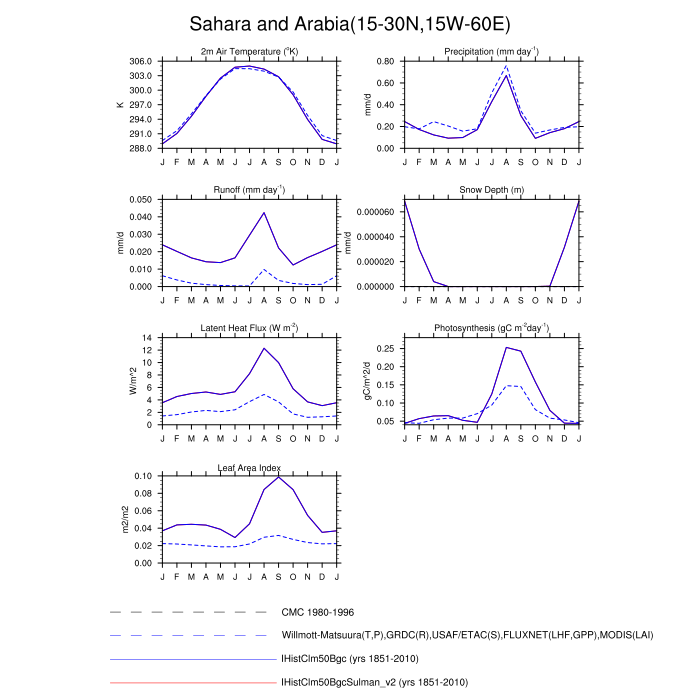 Sahara and Arabia(15-30N,15W-60E)
2m Air Temperature (°K)
K
306.0
303.0
300.0
297.0
294.0
291.0
288.0
J F M A M J J A S O N D J
Precipitation (mm day⁻¹)
mm/d
0.80
0.60
0.40
0.20
0.00
J F M A M J J A S O N D J
Runoff (mm day⁻¹)
mm/d
0.050
0.040
0.030
0.020
0.010
0.000
J F M A M J J A S O N D J
Snow Depth (m)
mm/d
0.000060
0.000040
0.000020
0.000000
J F M A M J J A S O N D J
Latent Heat Flux (W m⁻²)
W/m^2
14
12
10
8
6
4
2
0
J F M A M J J A S O N D J
Photosynthesis (gC m⁻²day⁻¹)
gC/m^2/d
0.25
0.20
0.15
0.10
0.05
J F M A M J J A S O N D J
Leaf Area Index
m2/m2
0.10
0.08
0.06
0.04
0.02
0.00
J F M A M J J A S O N D J
CMC 1980-1996
Willmott-Matsuura(T,P),GRDC(R),USAF/ETAC(S),FLUXNET(LHF,GPP),MODIS(LAI)
IHistClm50Bgc (yrs 1851-2010)
IHistClm50BgcSulman_v2 (yrs 1851-2010)